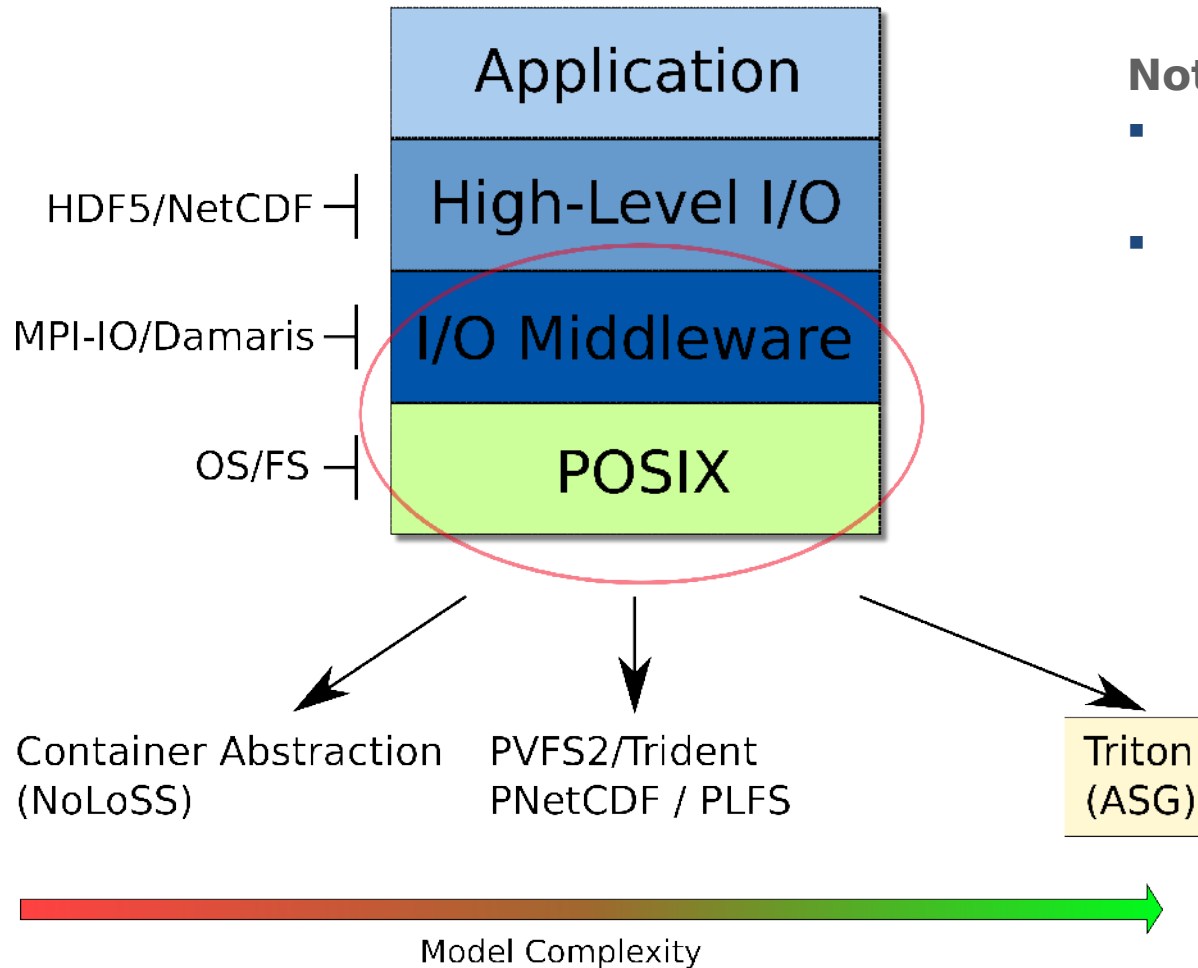 Application
High-Level I/O
I/O Middleware
POSIX
HDF5/NetCDF
MPI-IO/Damaris
OS/FS
Container Abstraction
(NoLoSS)
PVFS2/Trident
PNetCDF / PLFS
Triton
(ASG)
Model Complexity